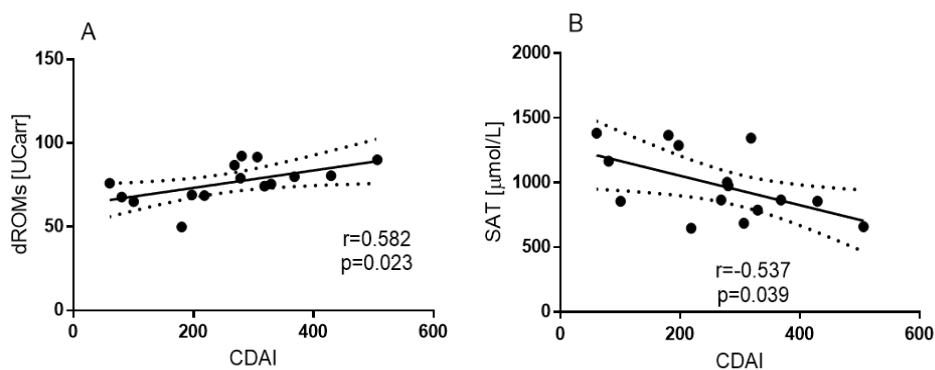 A
dROMs [UCarr]
150
100
50
0
0 200 400 600
CDAI
r=0.582
p=0.023
B
SAT [µmol/L]
2000
1500
1000
500
0
0 200 400 600
CDAI
r=-0.537
p=0.039